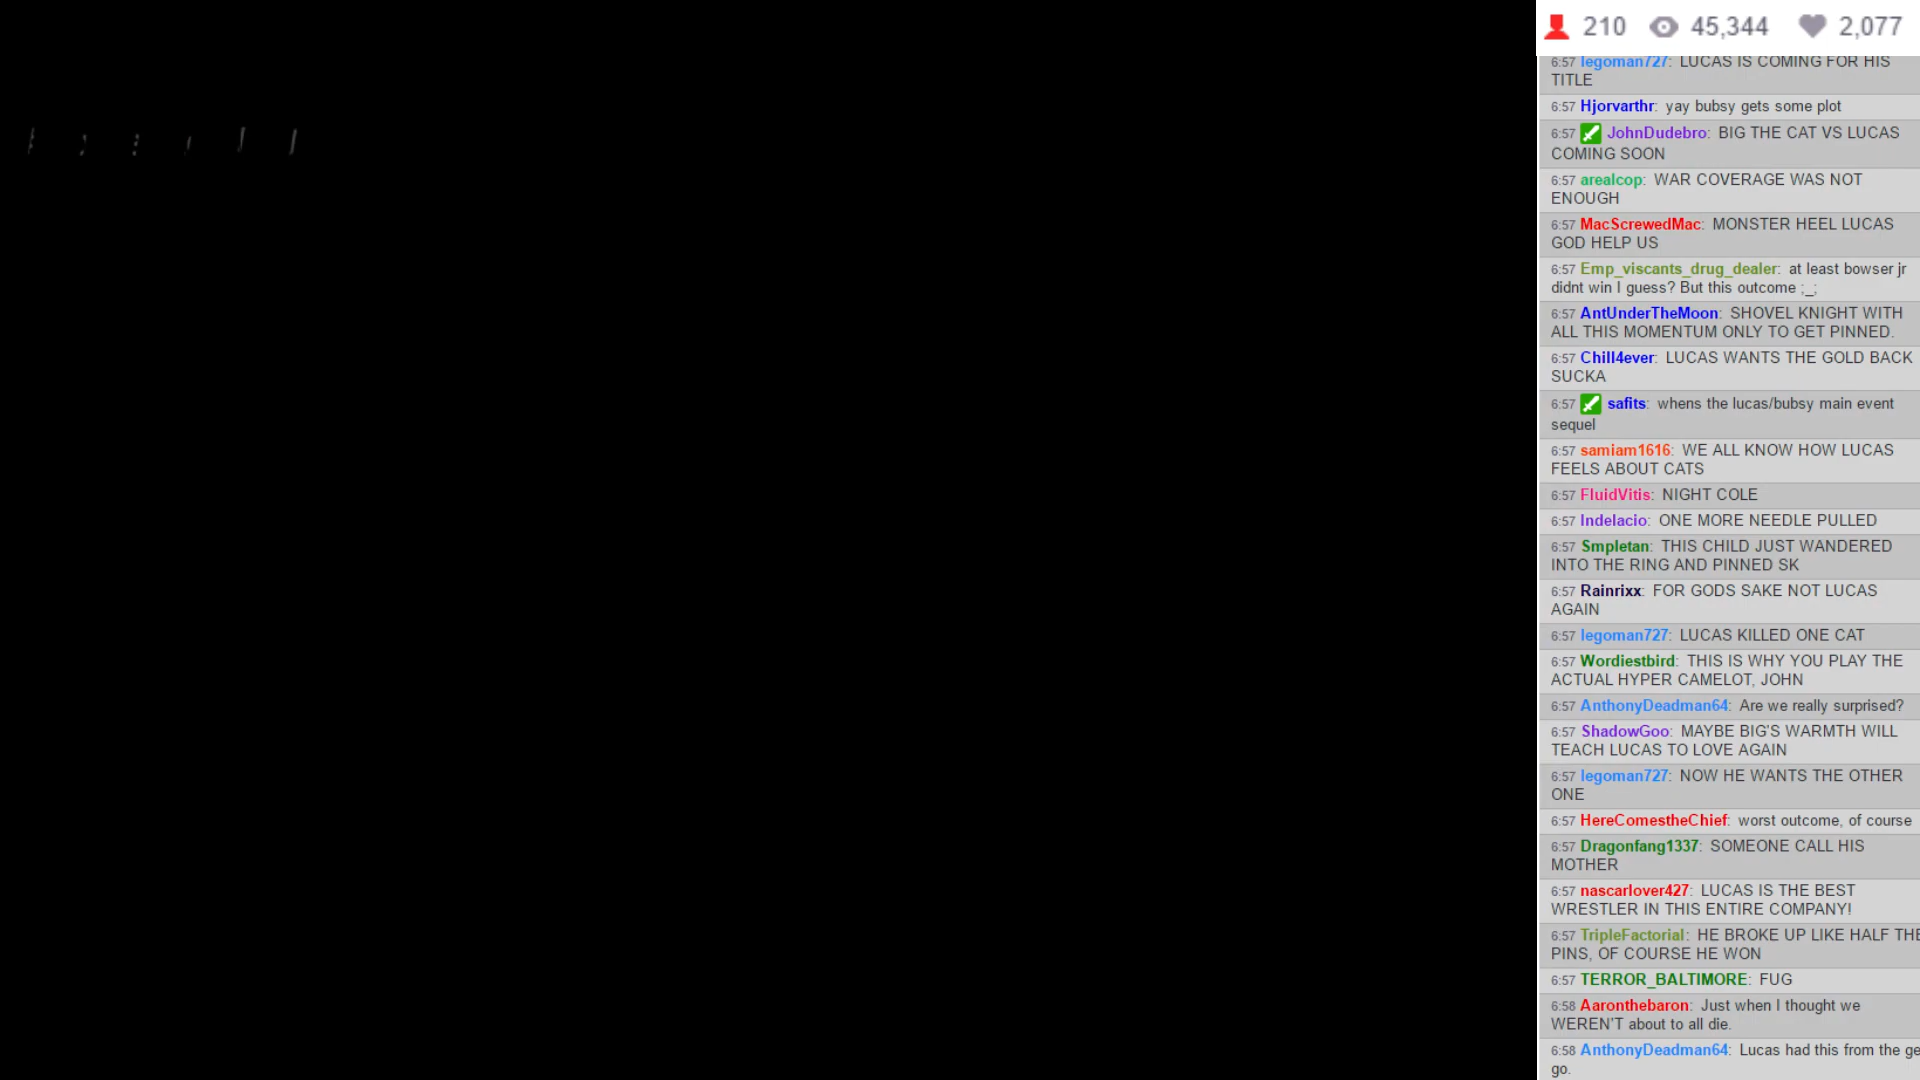 210 45,344 2,077
6:57 legoman727: LUCAS IS COMING FOR HIS
TITLE
6:57 Hjorvarthr: yay bubsy gets some plot
6:57 JohnDudebro: BIG THE CAT VS LUCAS
COMING SOON
6:57 arealcop: WAR COVERAGE WAS NOT
ENOUGH
6:57 MacScrewedMac: MONSTER HEEL LUCAS
GOD HELP US
6:57 Emp_viscants_drug_dealer: at least bowser jr
didnt win I guess? But this outcome ;_;
6:57 AntUnderTheMoon: SHOVEL KNIGHT WITH
ALL THIS MOMENTUM ONLY TO GET PINNED.
6:57 Chill4ever: LUCAS WANTS THE GOLD BACK
SUCKA
6:57 safits: whens the lucas/bubsy main event
sequel
6:57 samiam1616: WE ALL KNOW HOW LUCAS
FEELS ABOUT CATS
6:57 FluidVitis: NIGHT COLE
6:57 Indelacio: ONE MORE NEEDLE PULLED
6:57 Smpletan: THIS CHILD JUST WANDERED
INTO THE RING AND PINNED SK
6:57 Rainrixx: FOR GODS SAKE NOT LUCAS
AGAIN
6:57 legoman727: LUCAS KILLED ONE CAT
6:57 Wordiestbird: THIS IS WHY YOU PLAY THE
ACTUAL HYPER CAMELOT, JOHN
6:57 AnthonyDeadman64: Are we really surprised?
6:57 ShadowGoo: MAYBE BIG'S WARMTH WILL
TEACH LUCAS TO LOVE AGAIN
6:57 legoman727: NOW HE WANTS THE OTHER
ONE
6:57 HereComestheChief: worst outcome, of course
6:57 Dragonfang1337: SOMEONE CALL HIS
MOTHER
6:57 nascarlover427: LUCAS IS THE BEST
WRESTLER IN THIS ENTIRE COMPANY!
6:57 TripleFactorial: HE BROKE UP LIKE HALF THE
PINS, OF COURSE HE WON
6:57 TERROR_BALTIMORE: FUG
6:58 Aaronthebaron: Just when I thought we
WEREN'T about to all die.
6:58 AnthonyDeadman64: Lucas had this from the ge
go.